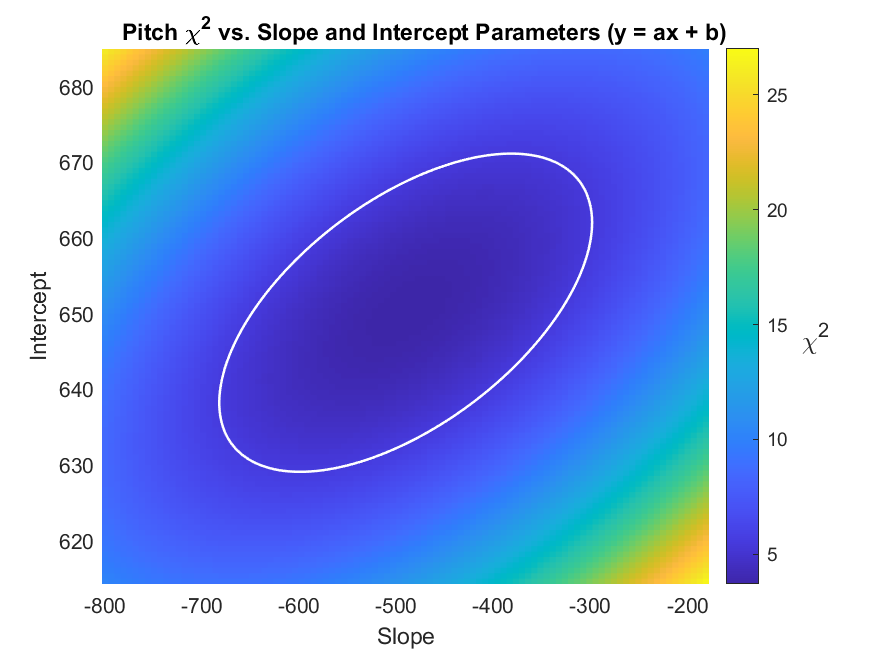 Pitch χ² vs. Slope and Intercept Parameters (y = ax + b)
680
670
660
650
640
630
620
Intercept
-800 -700 -600 -500 -400 -300 -200
Slope
25
20
15
10
5
χ²